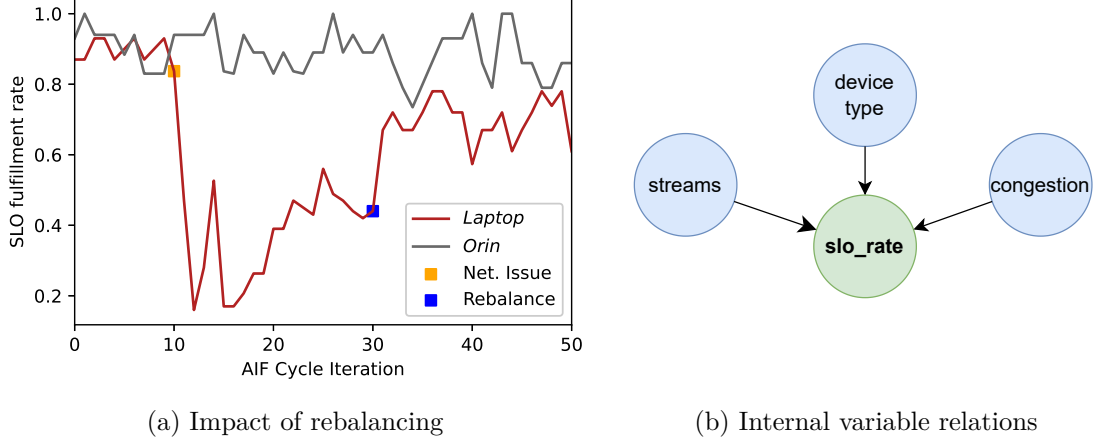 SLO fulfillment rate
1.0
0.8
0.6
0.4
0.2
0
10
20
30
40
50
AIF Cycle Iteration
Laptop
Orin
Net. Issue
Rebalance
(a) Impact of rebalancing
device
type
streams
congestion
slo_rate
(b) Internal variable relations